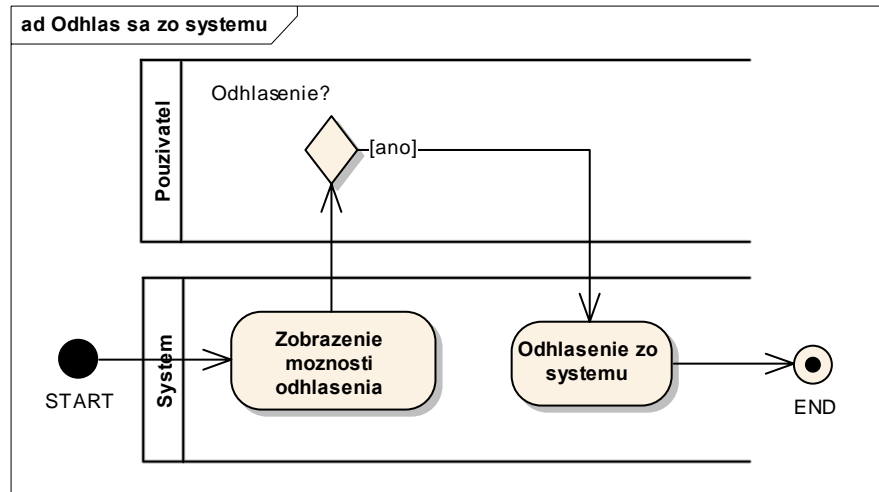 ad Odhlas sa zo systemu
Pouzivatel
Odhlasenie?
[ano]
System
START
Zobrazenie
moznosti
odhlasenia
Odhlasenie zo
systemu
END